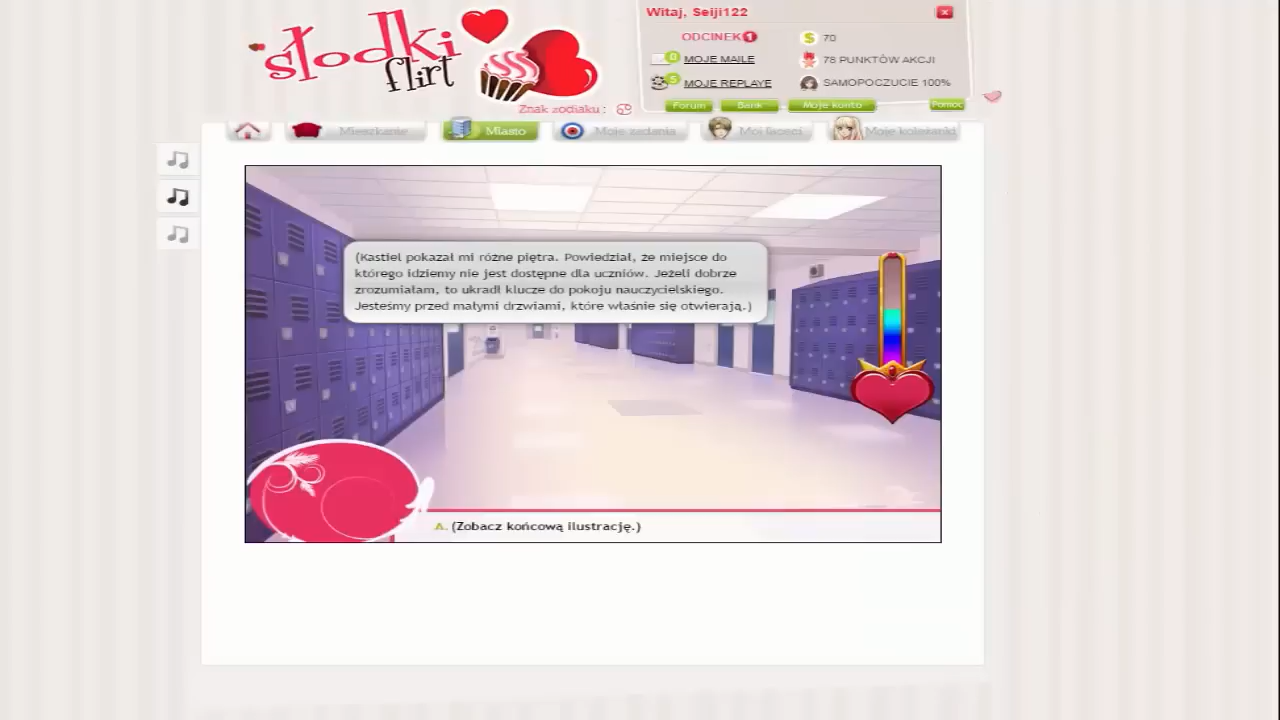 słodki
flirt
Znak zodiaku :
Witaj, Seiji122
ODCINEK 1
$ 70
0 MOJE MAILE
78 PUNKTÓW AKCJI
5 MOJE REPLAYE
SAMOPOCZUCIE 100%
Forum Bank Moje konto Pomoc
Mieszkanie Miasto Moje zadania Moi faceci Moje koleżanki
(Kastiel pokazał mi różne piętra. Powiedział, że miejsce do
którego idziemy nie jest dostępne dla uczniów. Jeżeli dobrze
zrozumiałam, to ukradł klucze do pokoju nauczycielskiego.
Jesteśmy przed małymi drzwiami, które właśnie się otwierają.)
A. (Zobacz końcową ilustrację.)